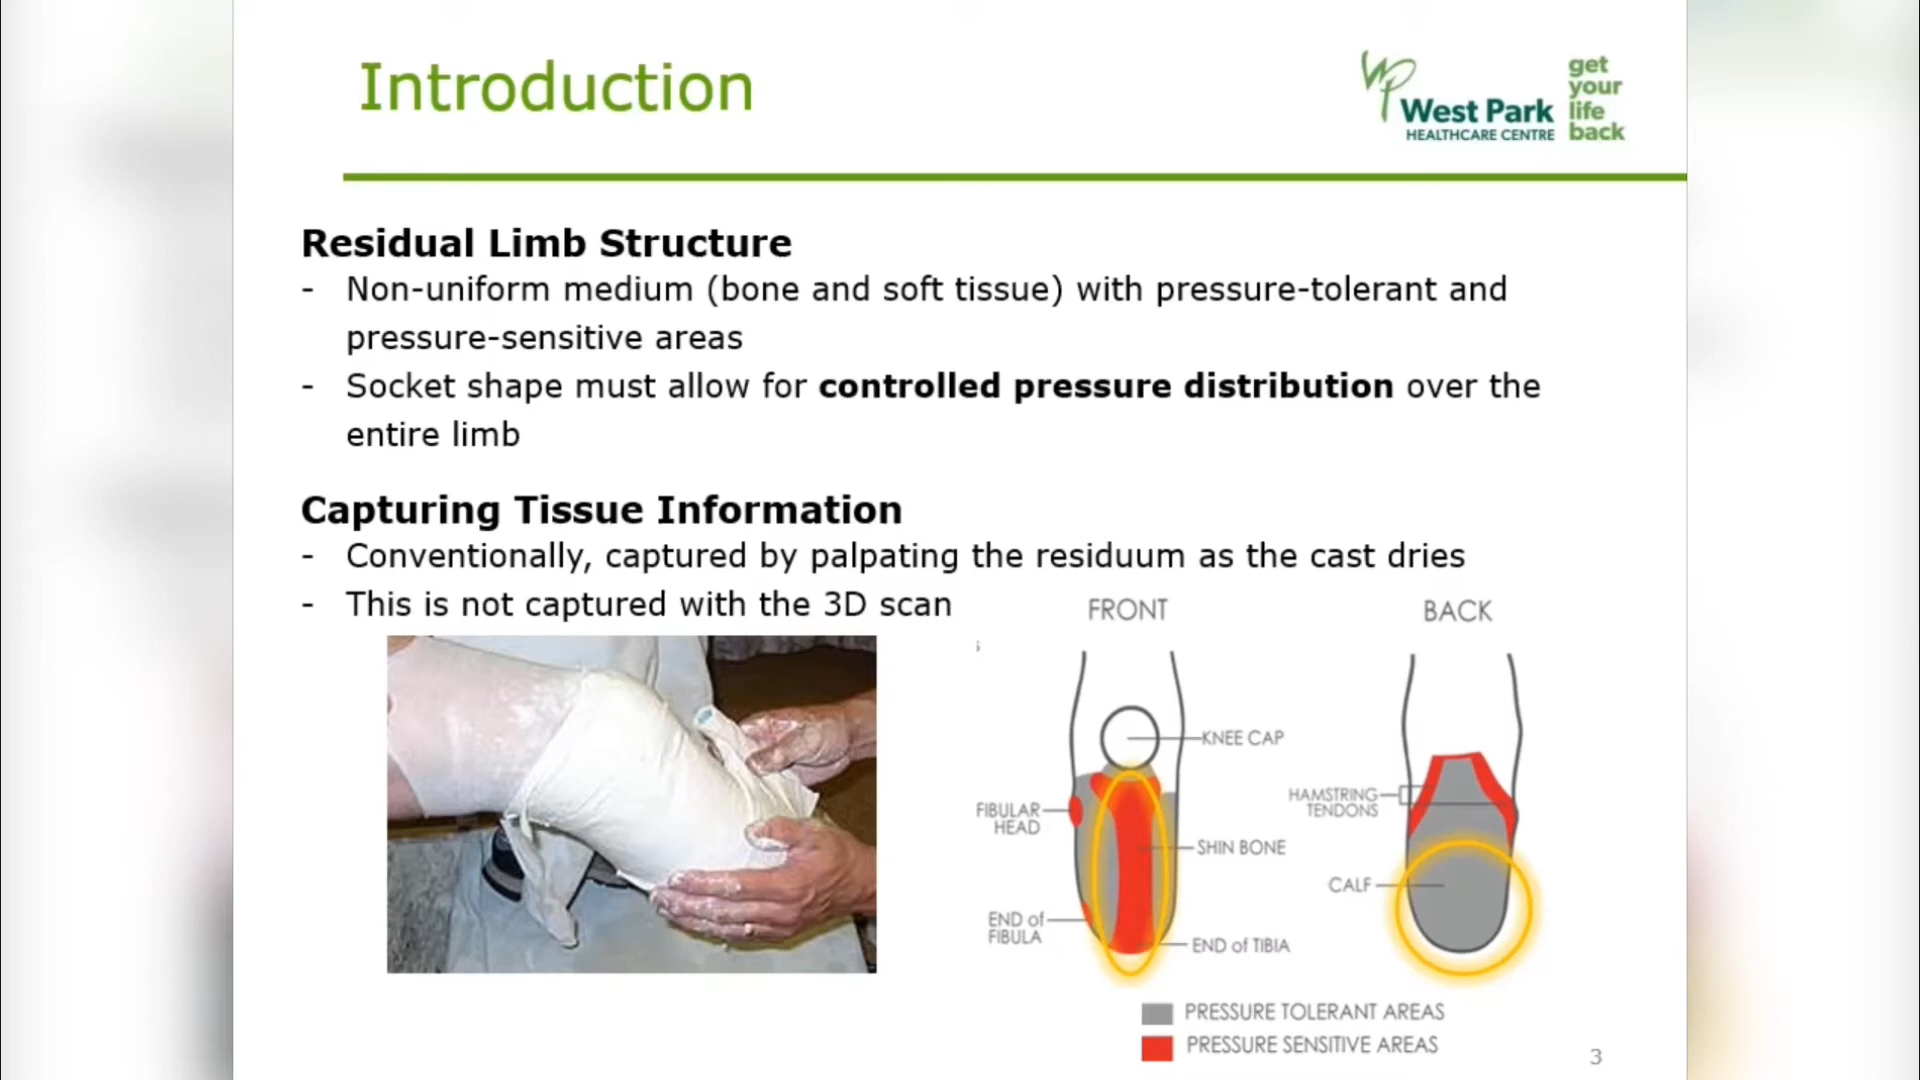 Introduction
West Park
HEALTHCARE CENTRE
get
your
life
back
Residual Limb Structure
- Non-uniform medium (bone and soft tissue) with pressure-tolerant and
pressure-sensitive areas
- Socket shape must allow for controlled pressure distribution over the
entire limb
Capturing Tissue Information
- Conventionally, captured by palpating the residuum as the cast dries
- This is not captured with the 3D scan
FRONT
BACK
KNEE CAP
FIBULAR
HEAD
SHIN BONE
END of
FIBULA
END of TIBIA
HAMSTRING
TENDONS
CALF
PRESSURE TOLERANT AREAS
PRESSURE SENSITIVE AREAS
3